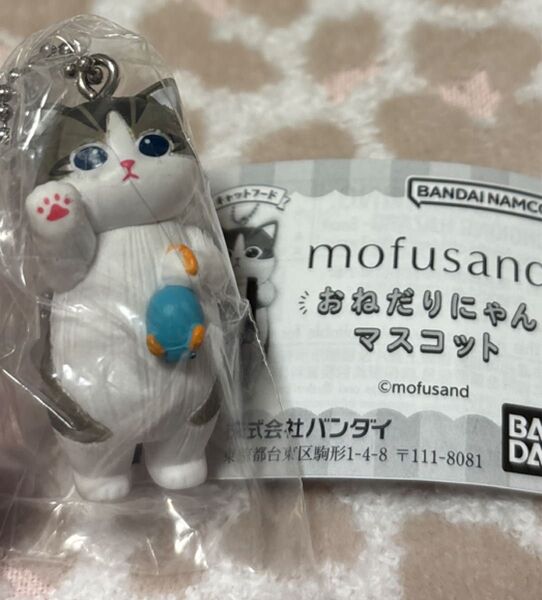 キャットフード
BANDAI NAMCO
mofusand
おねだりにゃん
マスコット
©mofusand
株式会社バンダイ
東京都台東区駒形1-4-8 〒111-8081
BA
DA